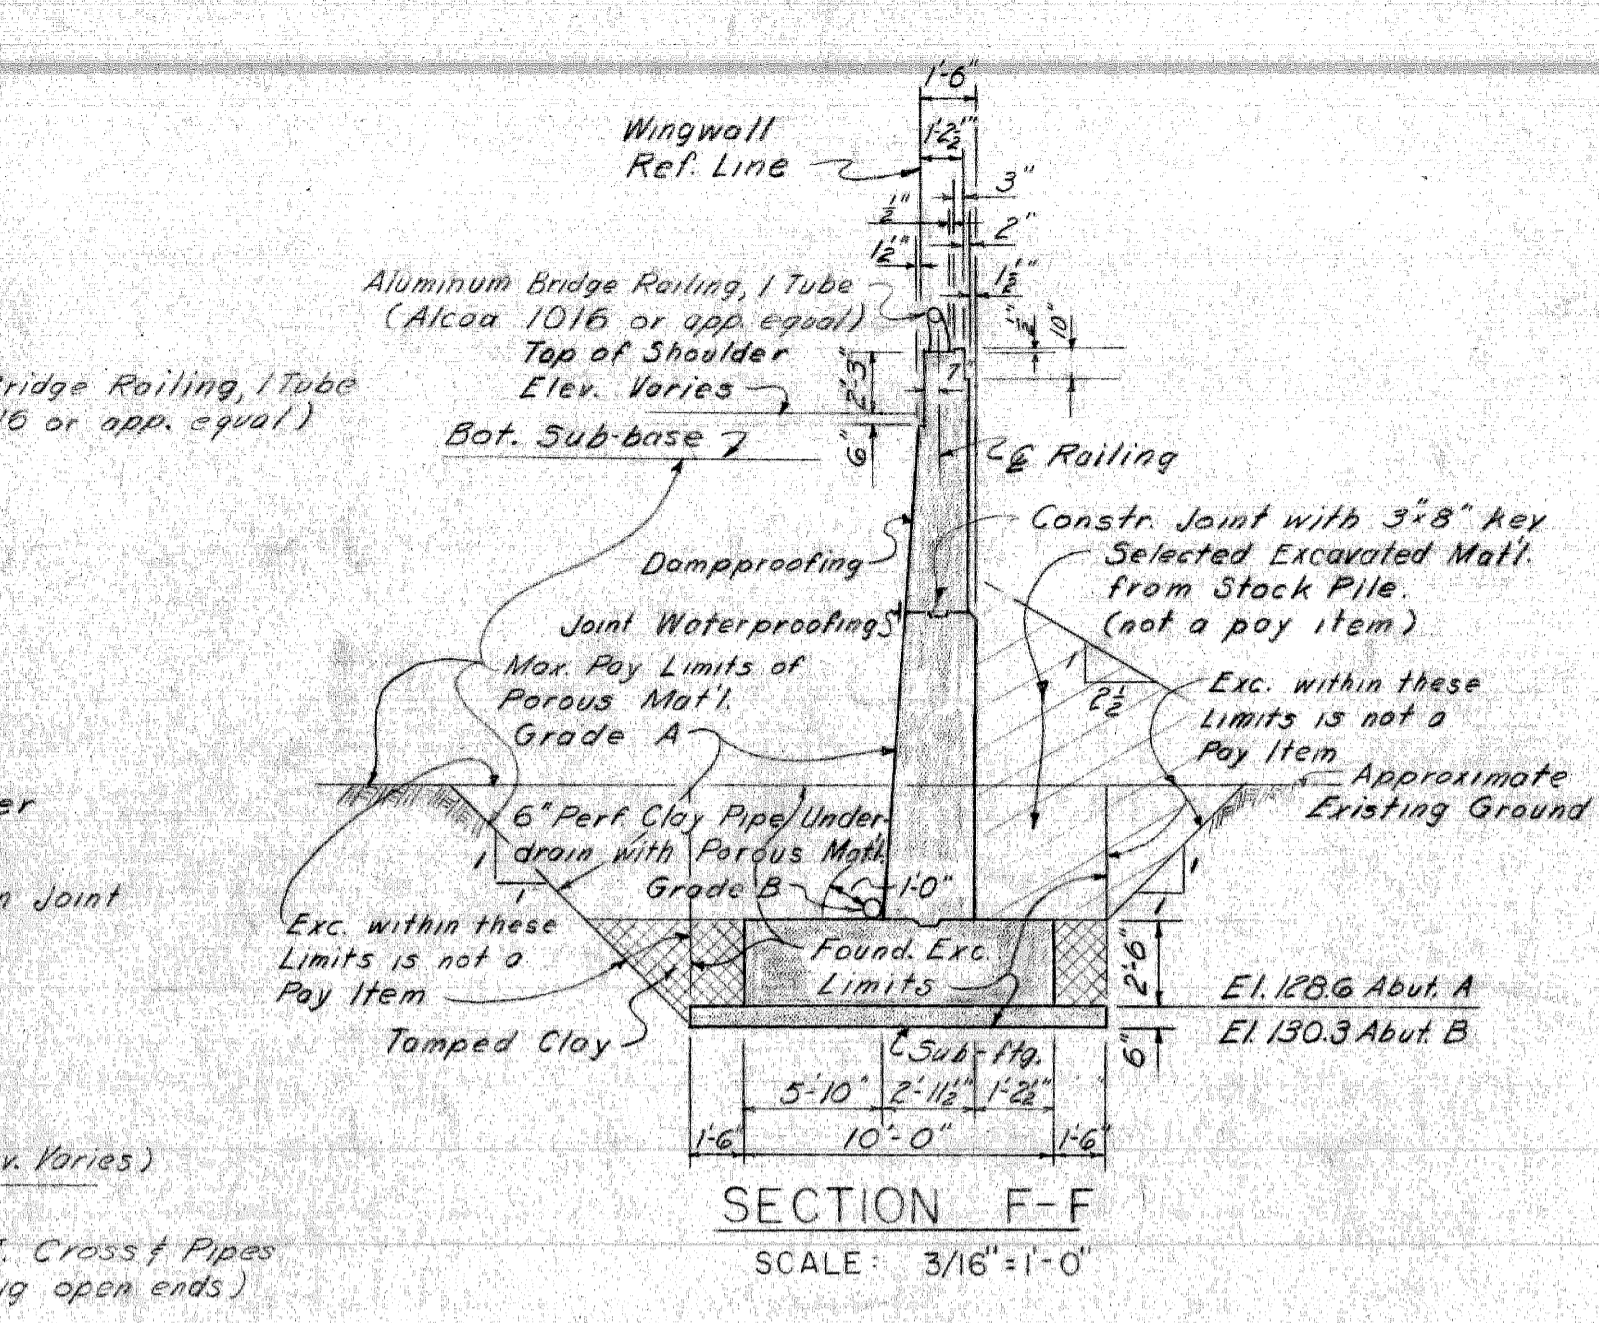 1'-6"
Wingwall
Ref. Line
1'-2½"
3"
½"
2"
1½"
1½"
Aluminum Bridge Railing, 1 Tube
(Alcoa 1016 or app. equal)
½"
10"
Top of Shoulder
Elev. Varies
2'-3"
7"
ridge Railing, 1 Tube
16 or app. equal)
Bot. Sub-base
6"
℄ Railing
Constr. Joint with 3"x8" key
Dampproofing
Selected Excavated Mat'l.
from Stock Pile.
(not a pay item)
Joint Waterproofing
Max. Pay Limits of
Porous Mat'l.
Grade A
1
2½
Exc. within these
Limits is not a
Pay Item
Approximate
Existing Ground
er
6" Perf. Clay Pipe Under-
drain with Porous Mat'l.
Grade B
1'-0"
1
1
1
1
n Joint
Exc. within these
Limits is not a
Pay Item
Found. Exc.
Limits
2'-6"
El. 128.6 Abut. A
El. 130.3 Abut. B
6"
Tamped Clay
Sub-ftg.
5'-10"
2'-11½"
1'-2½"
1'-6"
10'-0"
1'-6"
v. Varies)
SECTION F-F
SCALE: 3/16"=1'-0"
. Cross & Pipes
g open ends)